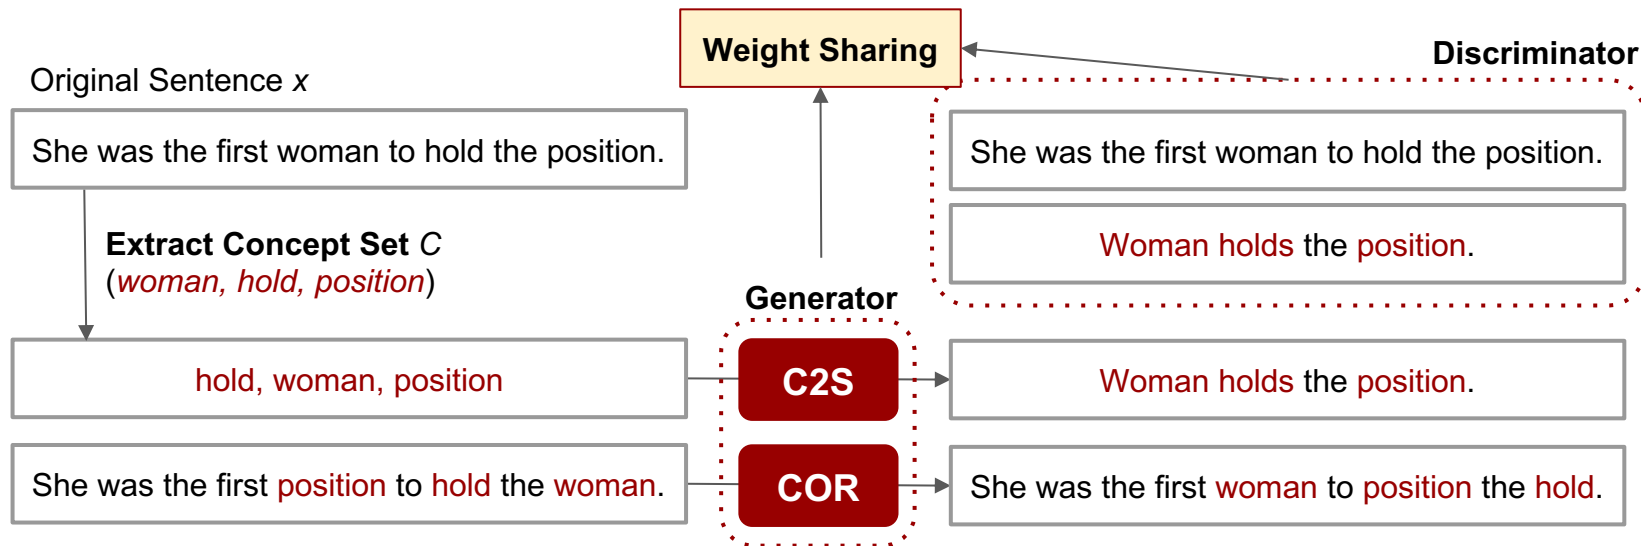 Weight Sharing
Discriminator
Original Sentence x
She was the first woman to hold the position.
She was the first woman to hold the position.
Woman holds the position.
Extract Concept Set C
(woman, hold, position)
Generator
hold, woman, position
C2S
Woman holds the position.
She was the first position to hold the woman.
COR
She was the first woman to position the hold.